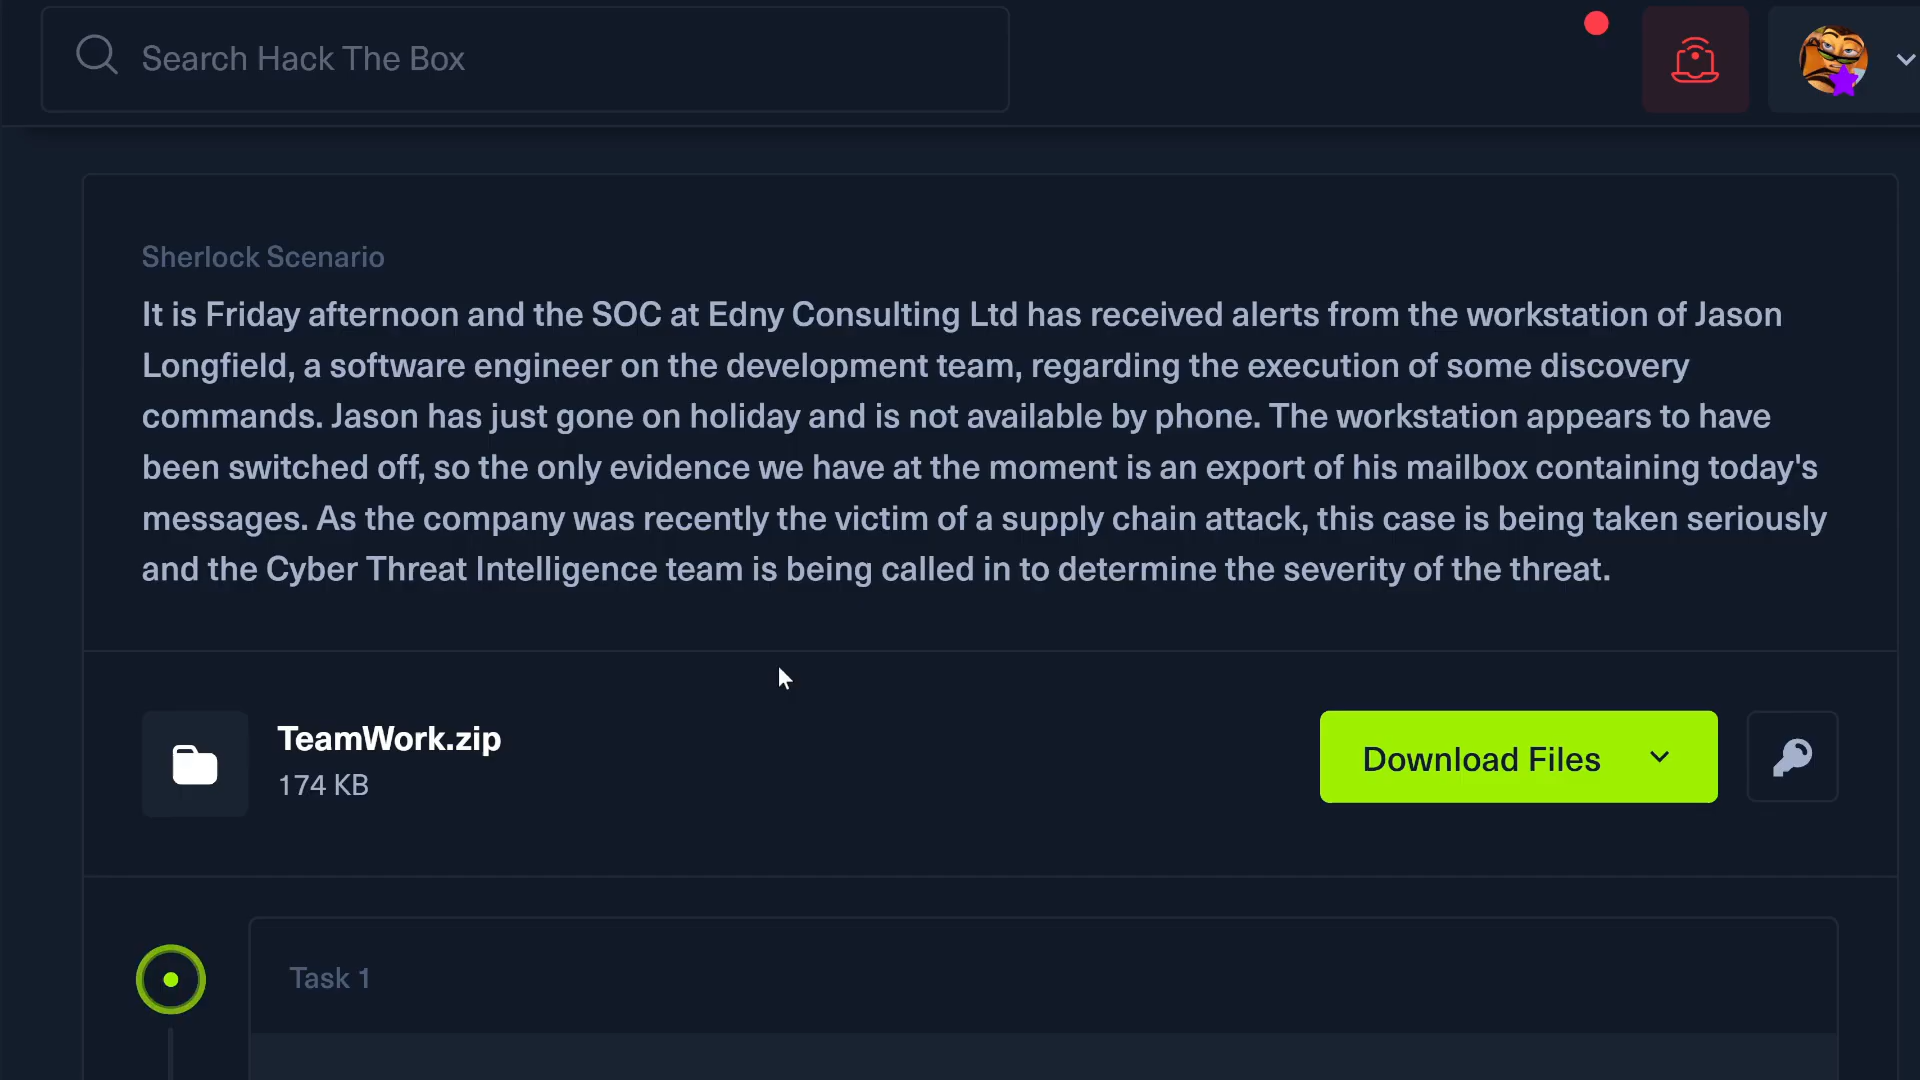 Search Hack The Box
Sherlock Scenario
It is Friday afternoon and the SOC at Edny Consulting Ltd has received alerts from the workstation of Jason
Longfield, a software engineer on the development team, regarding the execution of some discovery
commands. Jason has just gone on holiday and is not available by phone. The workstation appears to have
been switched off, so the only evidence we have at the moment is an export of his mailbox containing today's
messages. As the company was recently the victim of a supply chain attack, this case is being taken seriously
and the Cyber Threat Intelligence team is being called in to determine the severity of the threat.
TeamWork.zip
174 KB
Download Files
Task 1